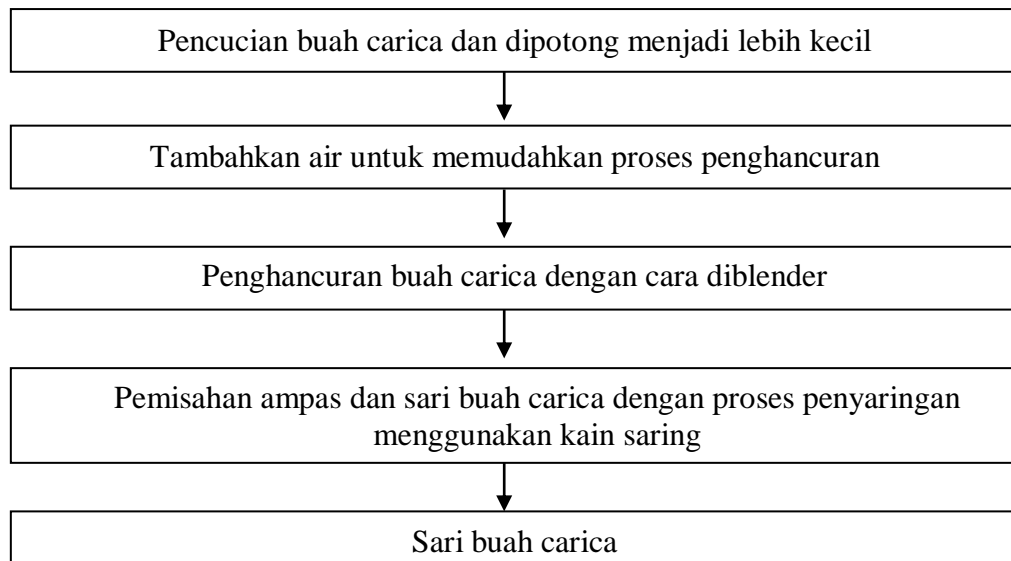 Pencucian buah carica dan dipotong menjadi lebih kecil
Tambahkan air untuk memudahkan proses penghancuran
Penghancuran buah carica dengan cara diblender
Pemisahan ampas dan sari buah carica dengan proses penyaringan
menggunakan kain saring
Sari buah carica